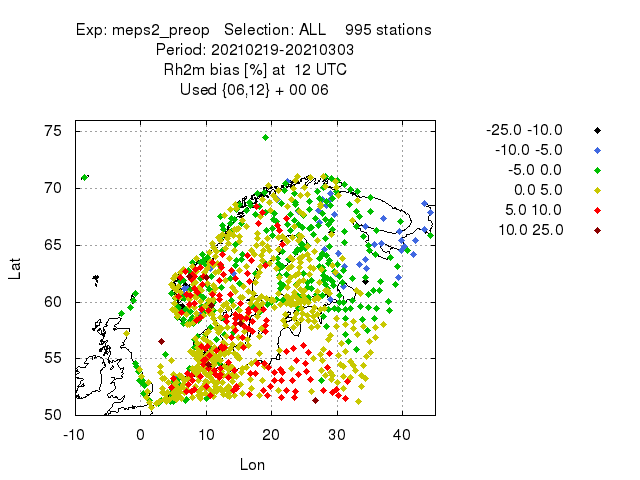 Exp: meps2_preop Selection: ALL 995 stations
Period: 20210219-20210303
Rh2m bias [%] at 12 UTC
Used {06,12} + 00 06
-25.0 -10.0
-10.0 -5.0
-5.0 0.0
0.0 5.0
5.0 10.0
10.0 25.0
Lat
75
70
65
60
55
50
-10 0 10 20 30 40
Lon